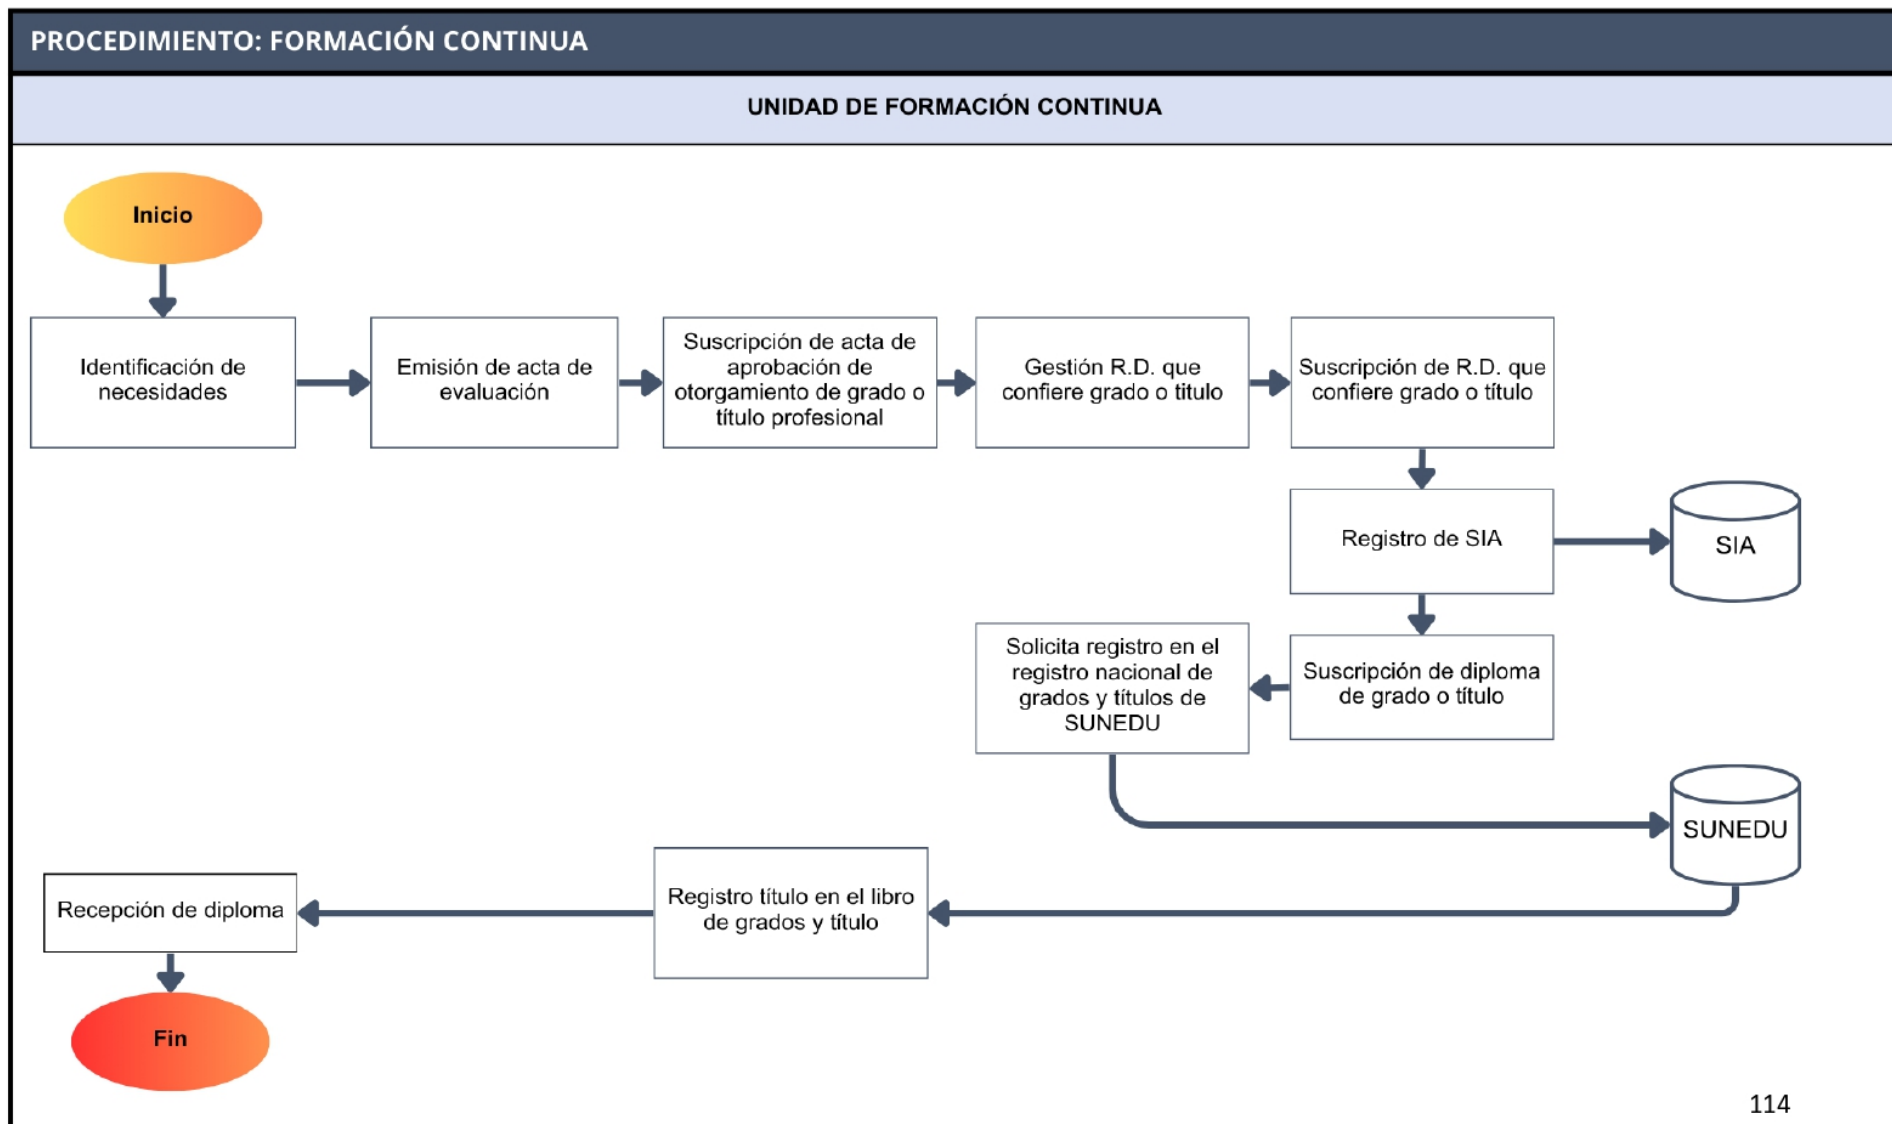 PROCEDIMIENTO: FORMACIÓN CONTINUA
UNIDAD DE FORMACIÓN CONTINUA
Inicio
Identificación de
necesidades
Emisión de acta de
evaluación
Suscripción de acta de
aprobación de
otorgamiento de grado o
título profesional
Gestión R.D. que
confiere grado o titulo
Suscripción de R.D. que
confiere grado o título
Registro de SIA
SIA
Suscripción de diploma
de grado o título
Solicita registro en el
registro nacional de
grados y títulos de
SUNEDU
SUNEDU
Registro título en el libro
de grados y título
Recepción de diploma
Fin
114